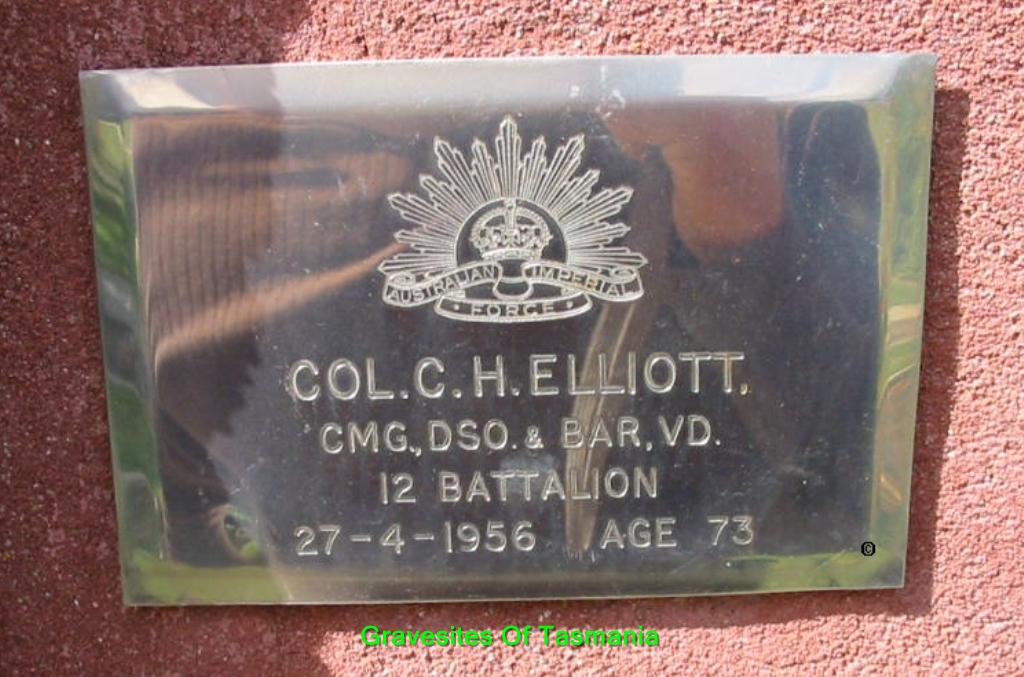 AUSTRALIAN IMPERIAL
FORCE
COL. C. H. ELLIOTT.
CMG., DSO. & BAR, VD.
12 BATTALION
27-4-1956 AGE 73
©
Gravesites Of Tasmania